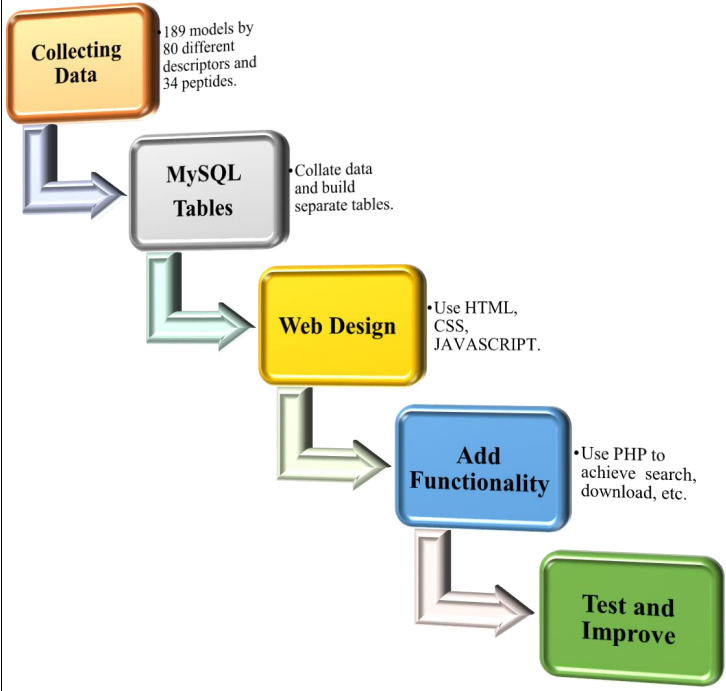 Collecting
Data
•189 models by
80 different
descriptors and
34 peptides.
MySQL
Tables
•Collate data
and build
separate tables.
Web Design
•Use HTML,
CSS,
JAVASCRIPT.
Add
Functionality
•Use PHP to
achieve search,
download, etc.
Test and
Improve